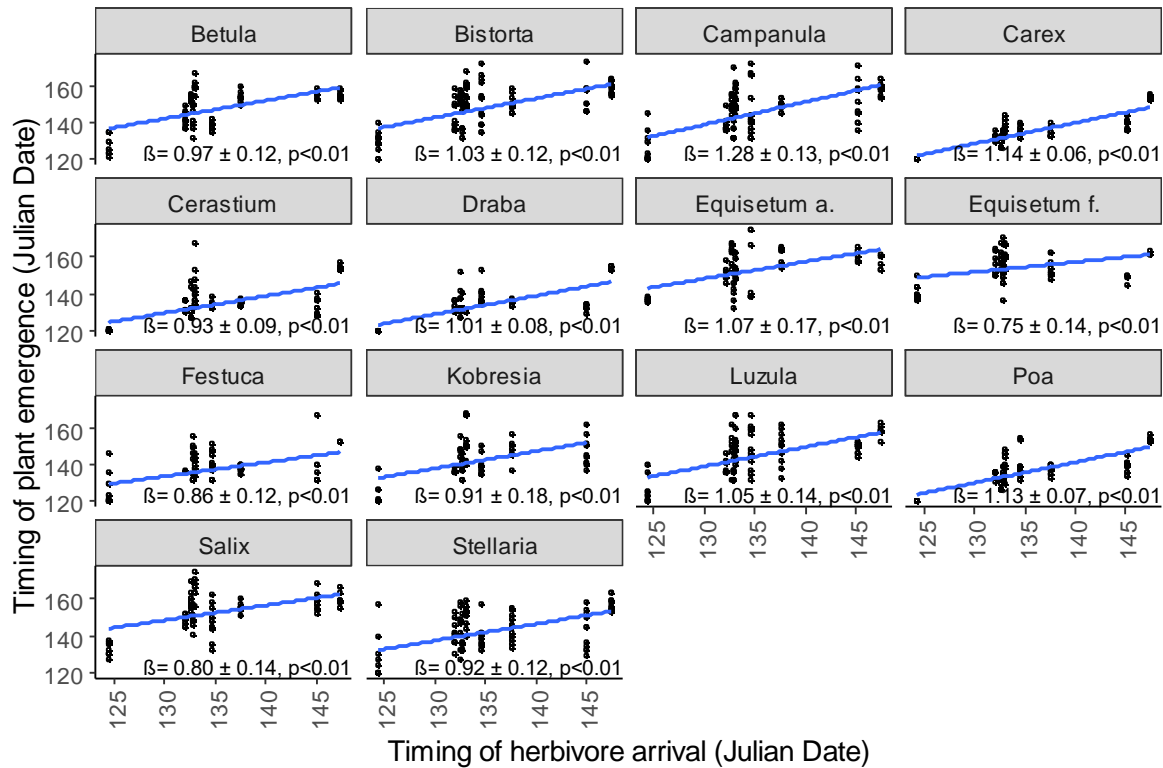 Betula
Bistorta
Campanula
Carex
160
140
120
ß= 0.97 ± 0.12, p<0.01
ß= 1.03 ± 0.12, p<0.01
ß= 1.28 ± 0.13, p<0.01
ß= 1.14 ± 0.06, p<0.01
Cerastium
Draba
Equisetum a.
Equisetum f.
160
140
120
ß= 0.93 ± 0.09, p<0.01
ß= 1.01 ± 0.08, p<0.01
ß= 1.07 ± 0.17, p<0.01
ß= 0.75 ± 0.14, p<0.01
Festuca
Kobresia
Luzula
Poa
160
140
120
ß= 0.86 ± 0.12, p<0.01
ß= 0.91 ± 0.18, p<0.01
ß= 1.05 ± 0.14, p<0.01
ß= 1.13 ± 0.07, p<0.01
125
130
135
140
145
125
130
135
140
145
Salix
Stellaria
160
140
120
ß= 0.80 ± 0.14, p<0.01
ß= 0.92 ± 0.12, p<0.01
125
130
135
140
145
125
130
135
140
145
Timing of plant emergence (Julian Date)
Timing of herbivore arrival (Julian Date)